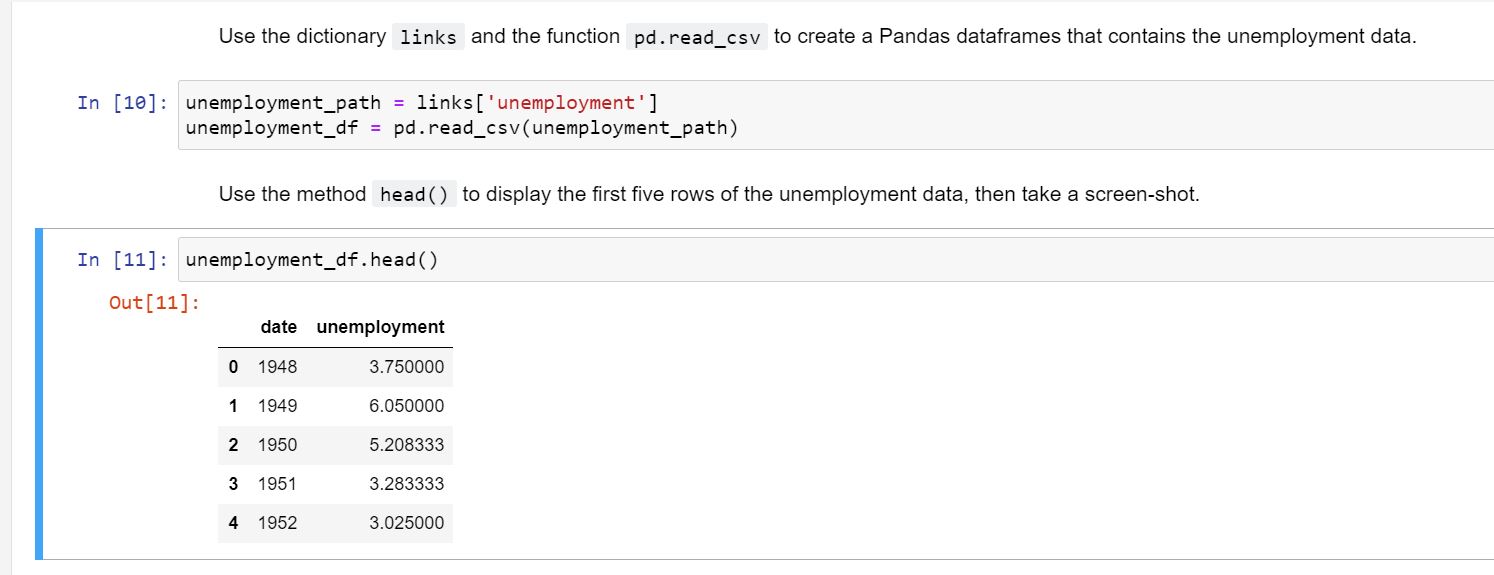 Use the dictionary links and the function pd.read_csv to create a Pandas dataframes that contains the unemployment data.
In [10]: unemployment_path = links['unemployment']
unemployment_df = pd.read_csv(unemployment_path)
Use the method head() to display the first five rows of the unemployment data, then take a screen-shot.
In [11]: unemployment_df.head()
Out[11]:
date unemployment
0 1948 3.750000
1 1949 6.050000
2 1950 5.208333
3 1951 3.283333
4 1952 3.025000